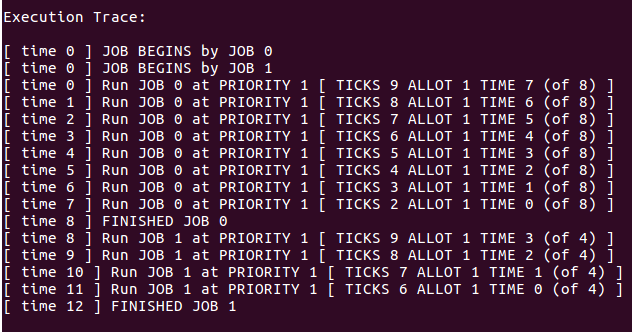 Execution Trace:
[ time 0 ] JOB BEGINS by JOB 0
[ time 0 ] JOB BEGINS by JOB 1
[ time 0 ] Run JOB 0 at PRIORITY 1 [ TICKS 9 ALLOT 1 TIME 7 (of 8) ]
[ time 1 ] Run JOB 0 at PRIORITY 1 [ TICKS 8 ALLOT 1 TIME 6 (of 8) ]
[ time 2 ] Run JOB 0 at PRIORITY 1 [ TICKS 7 ALLOT 1 TIME 5 (of 8) ]
[ time 3 ] Run JOB 0 at PRIORITY 1 [ TICKS 6 ALLOT 1 TIME 4 (of 8) ]
[ time 4 ] Run JOB 0 at PRIORITY 1 [ TICKS 5 ALLOT 1 TIME 3 (of 8) ]
[ time 5 ] Run JOB 0 at PRIORITY 1 [ TICKS 4 ALLOT 1 TIME 2 (of 8) ]
[ time 6 ] Run JOB 0 at PRIORITY 1 [ TICKS 3 ALLOT 1 TIME 1 (of 8) ]
[ time 7 ] Run JOB 0 at PRIORITY 1 [ TICKS 2 ALLOT 1 TIME 0 (of 8) ]
[ time 8 ] FINISHED JOB 0
[ time 8 ] Run JOB 1 at PRIORITY 1 [ TICKS 9 ALLOT 1 TIME 3 (of 4) ]
[ time 9 ] Run JOB 1 at PRIORITY 1 [ TICKS 8 ALLOT 1 TIME 2 (of 4) ]
[ time 10 ] Run JOB 1 at PRIORITY 1 [ TICKS 7 ALLOT 1 TIME 1 (of 4) ]
[ time 11 ] Run JOB 1 at PRIORITY 1 [ TICKS 6 ALLOT 1 TIME 0 (of 4) ]
[ time 12 ] FINISHED JOB 1